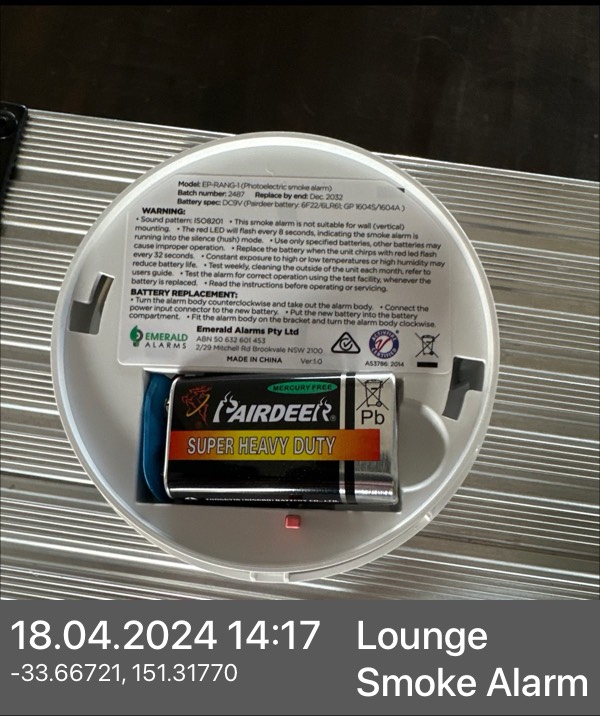 Model: EP-RANG-1 (Photoelectric smoke alarm)
Batch number: 2487 Replace by end: Dec. 2032
Battery spec: DC9V (Pairdeer battery: 6F22/6LR61; GP 1604S/1604A )
WARNING:
• Sound pattern: ISO8201 • This smoke alarm is not suitable for wall (vertical)
mounting. • The red LED will flash every 8 seconds, indicating the smoke alarm is
running into the silence (hush) mode. • Use only specified batteries, other batteries may
cause improper operation. • Replace the battery when the unit chirps with red led flash
every 32 seconds. • Constant exposure to high or low temperatures or high humidity may
reduce battery life. • Test weekly, cleaning the outside of the unit each month, refer to
users guide. • Test the alarm for correct operation using the test facility, whenever the
battery is replaced. • Read the instructions before operating or servicing.
BATTERY REPLACEMENT:
• Turn the alarm body counterclockwise and take out the alarm body. • Connect the
power input connector to the new battery. • Put the new battery into the battery
compartment. • Fit the alarm body on the bracket and turn the alarm body clockwise.
EMERALD
ALARMS
Emerald Alarms Pty Ltd
ABN 50 632 601 453
2/29 Mitchell Rd Brookvale NSW 2100
MADE IN CHINA Ver:1.0
AS3786: 2014
MERCURY FREE
PAIRDEER
Pb
SUPER HEAVY DUTY
18.04.2024 14:17
-33.66721, 151.31770
Lounge
Smoke Alarm